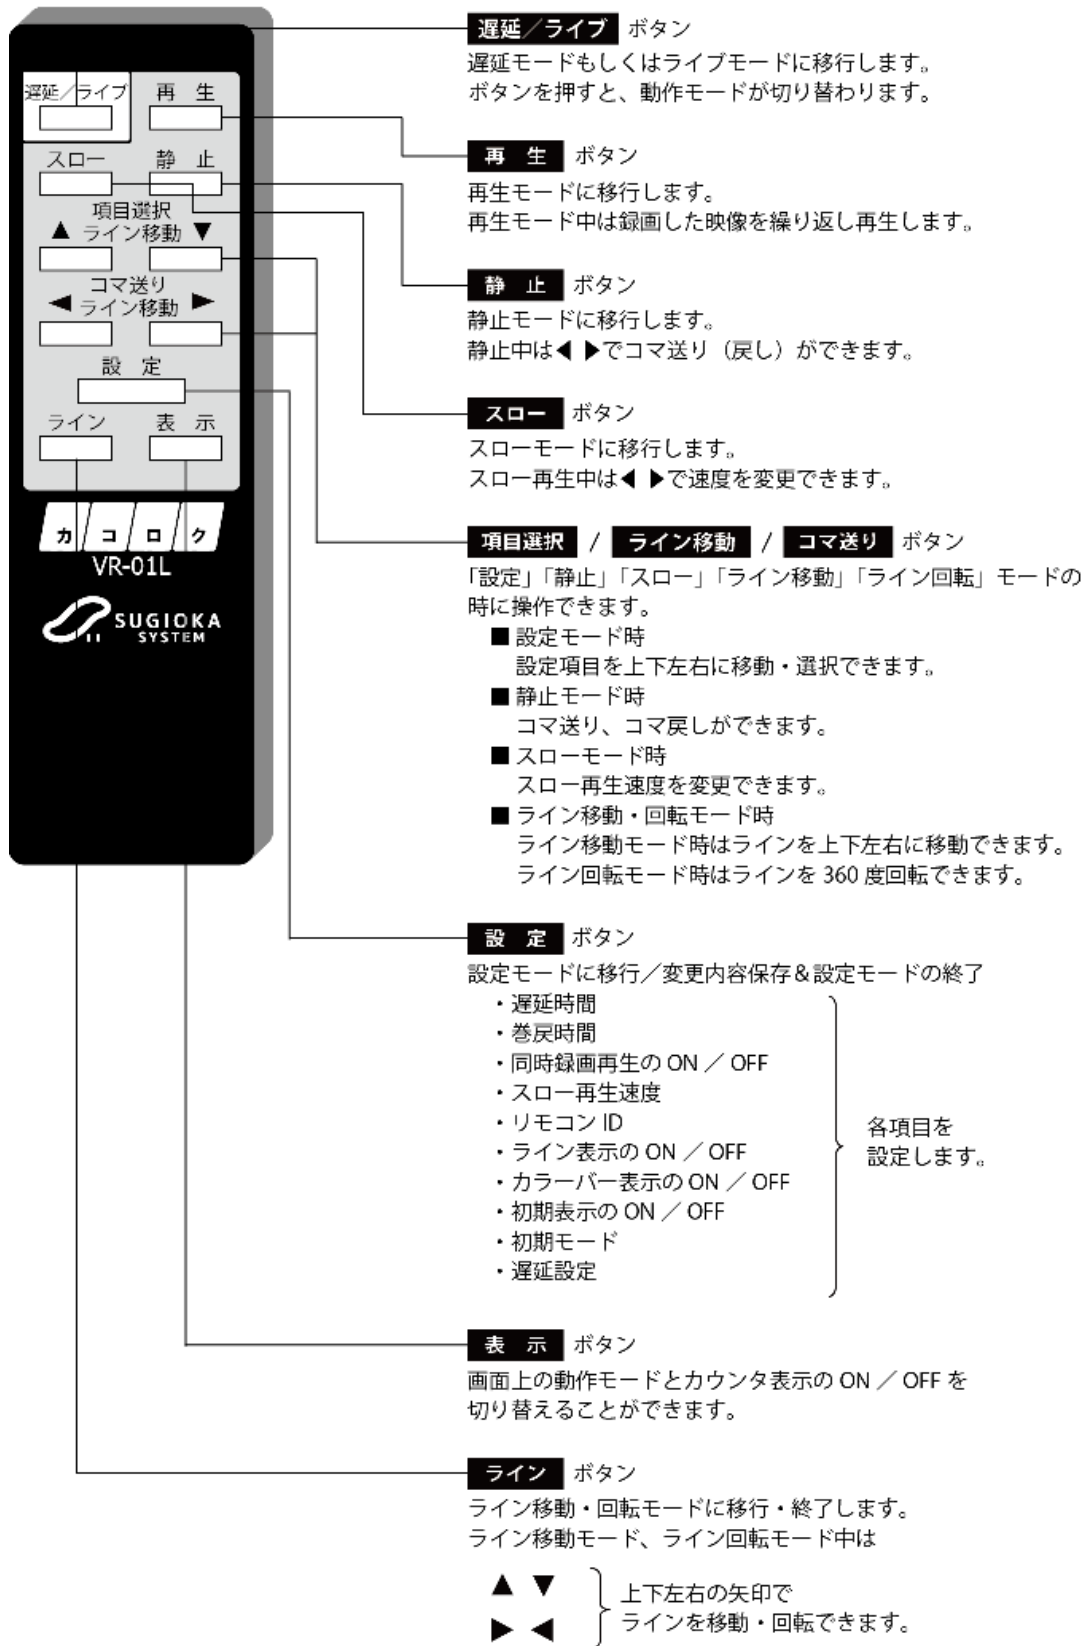 遅延／ライブ
再 生
スロー
静 止
項目選択
▲ ライン移動 ▼
コマ送り
◀ ライン移動 ▶
設 定
ライン
表 示
カコロク
VR-01L
SUGIOKA
SYSTEM
遅延／ライブ ボタン
遅延モードもしくはライブモードに移行します。
ボタンを押すと、動作モードが切り替わります。
再 生 ボタン
再生モードに移行します。
再生モード中は録画した映像を繰り返し再生します。
静 止 ボタン
静止モードに移行します。
静止中は◀ ▶でコマ送り（戻し）ができます。
スロー ボタン
スローモードに移行します。
スロー再生中は◀ ▶で速度を変更できます。
項目選択 / ライン移動 / コマ送り ボタン
「設定」「静止」「スロー」「ライン移動」「ライン回転」モードの
時に操作できます。
■ 設定モード時
設定項目を上下左右に移動・選択できます。
■ 静止モード時
コマ送り、コマ戻しができます。
■ スローモード時
スロー再生速度を変更できます。
■ ライン移動・回転モード時
ライン移動モード時はラインを上下左右に移動できます。
ライン回転モード時はラインを 360 度回転できます。
設 定 ボタン
設定モードに移行／変更内容保存＆設定モードの終了
・遅延時間
・巻戻時間
・同時録画再生の ON ／ OFF
・スロー再生速度
・リモコン ID
・ライン表示の ON ／ OFF
・カラーバー表示の ON ／ OFF
・初期表示の ON ／ OFF
・初期モード
・遅延設定
各項目を
設定します。
表 示 ボタン
画面上の動作モードとカウンタ表示の ON ／ OFF を
切り替えることができます。
ライン ボタン
ライン移動・回転モードに移行・終了します。
ライン移動モード、ライン回転モード中は
▲ ▼
▶ ◀
上下左右の矢印で
ラインを移動・回転できます。